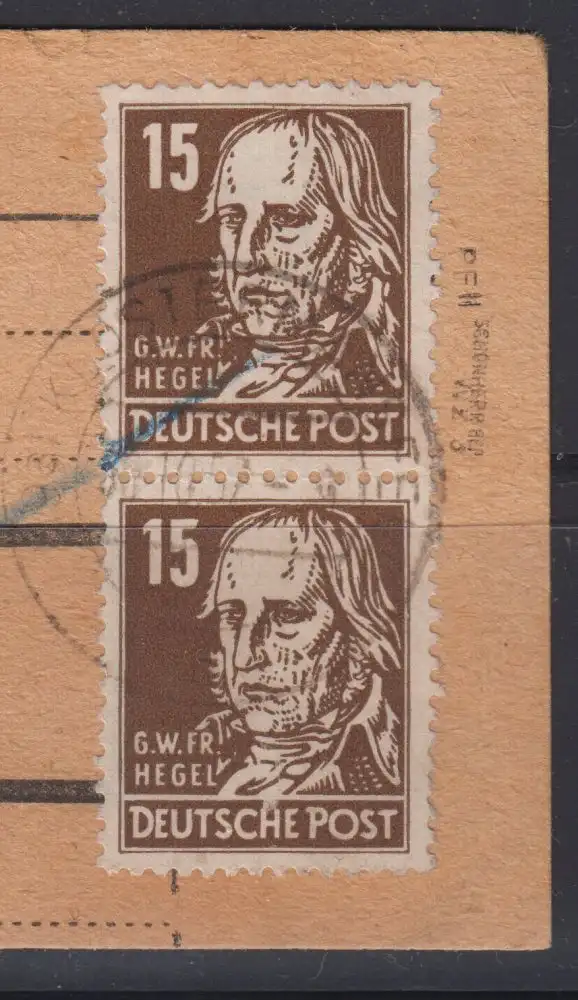 15
G.W.FR.
HEGEL
DEUTSCHE POST
15
G.W.FR.
HEGEL
DEUTSCHE POST